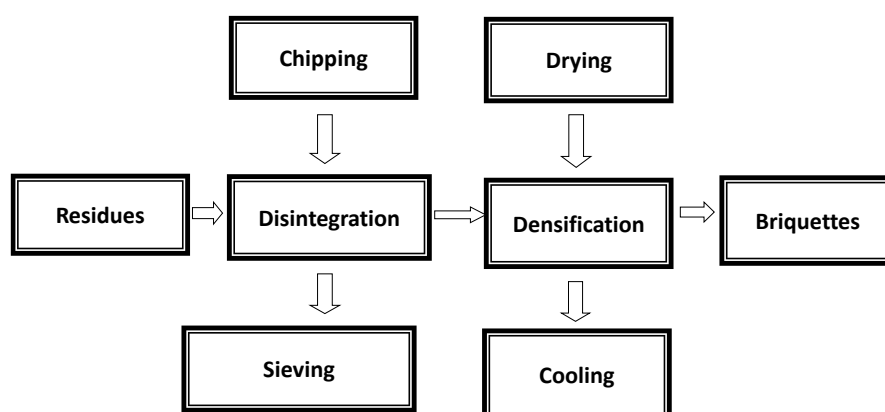 Chipping
Drying
Residues
Disintegration
Densification
Briquettes
Sieving
Cooling